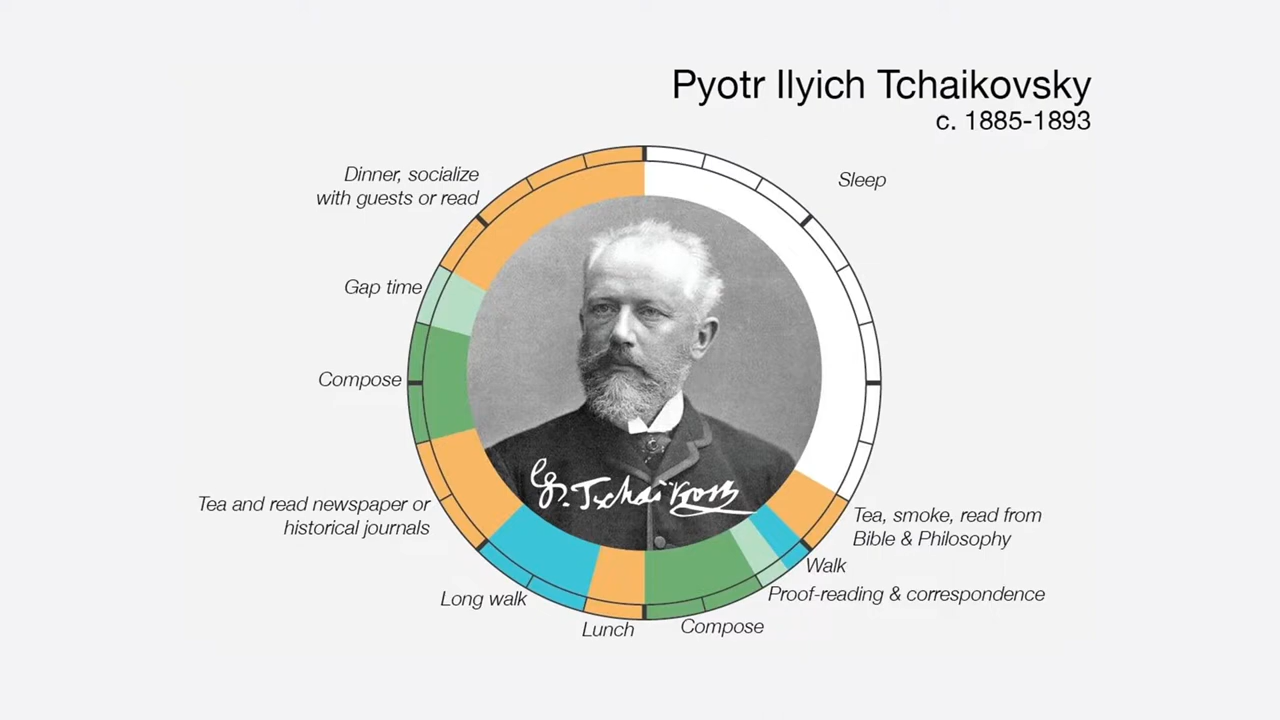 Pyotr Ilyich Tchaikovsky
c. 1885-1893
Sleep
Tea, smoke, read from
Bible & Philosophy
Walk
Proof-reading & correspondence
Compose
Lunch
Long walk
Tea and read newspaper or
historical journals
Compose
Gap time
Dinner, socialize
with guests or read